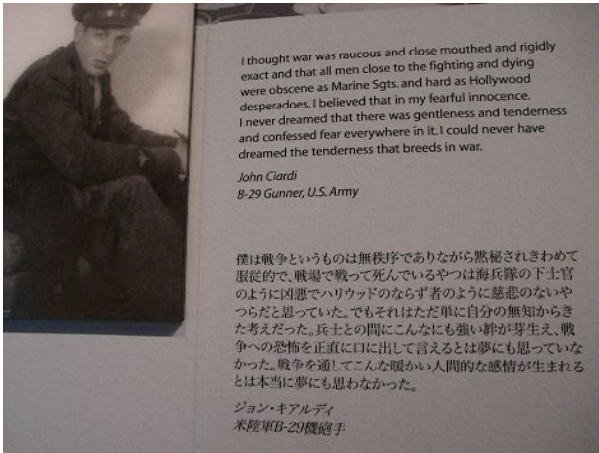 I thought war was raucous and close mouthed and rigidly
exact and that all men close to the fighting and dying
were obscene as Marine Sgts. and hard as Hollywood
desperadoes. I believed that in my fearful innocence.
I never dreamed that there was gentleness and tenderness
and confessed fear everywhere in it. I could never have
dreamed the tenderness that breeds in war.
John Ciardi
B-29 Gunner, U.S. Army
僕は戦争というものは無秩序でありながら黙秘されきわめて
服従的で、戦場で戦って死んでいるやつは海兵隊の下士官
のように凶悪でハリウッドのならず者のように慈悲のないや
つらだと思っていた。でもそれはただ単に自分の無知からき
た考えだった。兵士との間にこんなにも強い絆が芽生え、戦
争への恐怖を正直に口に出して言えるとは夢にも思っていな
かった。戦争を通してこんな暖かい人間的な感情が生まれる
とは本当に夢にも思わなかった。
ジョン・キアルディ
米陸軍B-29機砲手